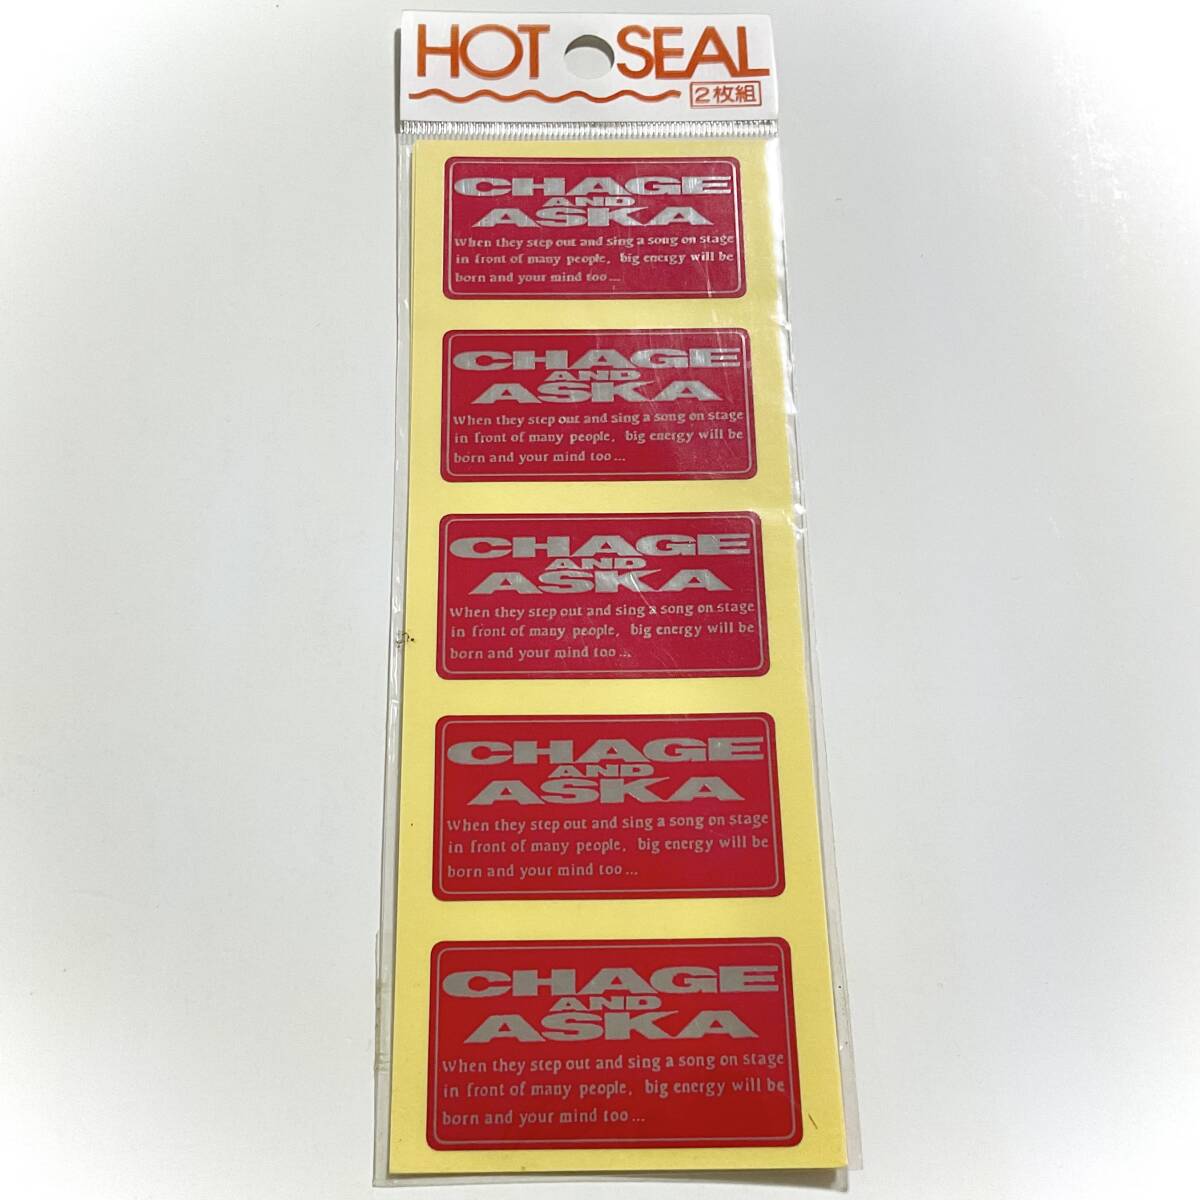 HOT SEAL
2枚組
CHAGE
AND
ASKA
When they step out and sing a song on stage
in front of many people, big energy will be
born and your mind too...
CHAGE
AND
ASKA
When they step out and sing a song on stage
in front of many people, big energy will be
born and your mind too...
CHAGE
AND
ASKA
When they step out and sing a song on stage
in front of many people, big energy will be
born and your mind too...
CHAGE
AND
ASKA
When they step out and sing a song on stage
in front of many people, big energy will be
born and your mind too...
CHAGE
AND
ASKA
When they step out and sing a song on stage
in front of many people, big energy will be
born and your mind too...